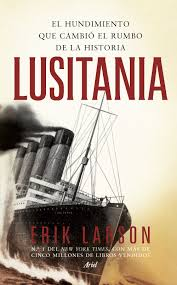 EL HUNDIMIENTO
QUE CAMBIÓ EL RUMBO
DE LA HISTORIA
LUSITANIA
ERIK LARSON
N.º 1 DEL NEW YORK TIMES, CON MÁS DE
CINCO MILLONES DE LIBROS VENDIDOS
Ariel